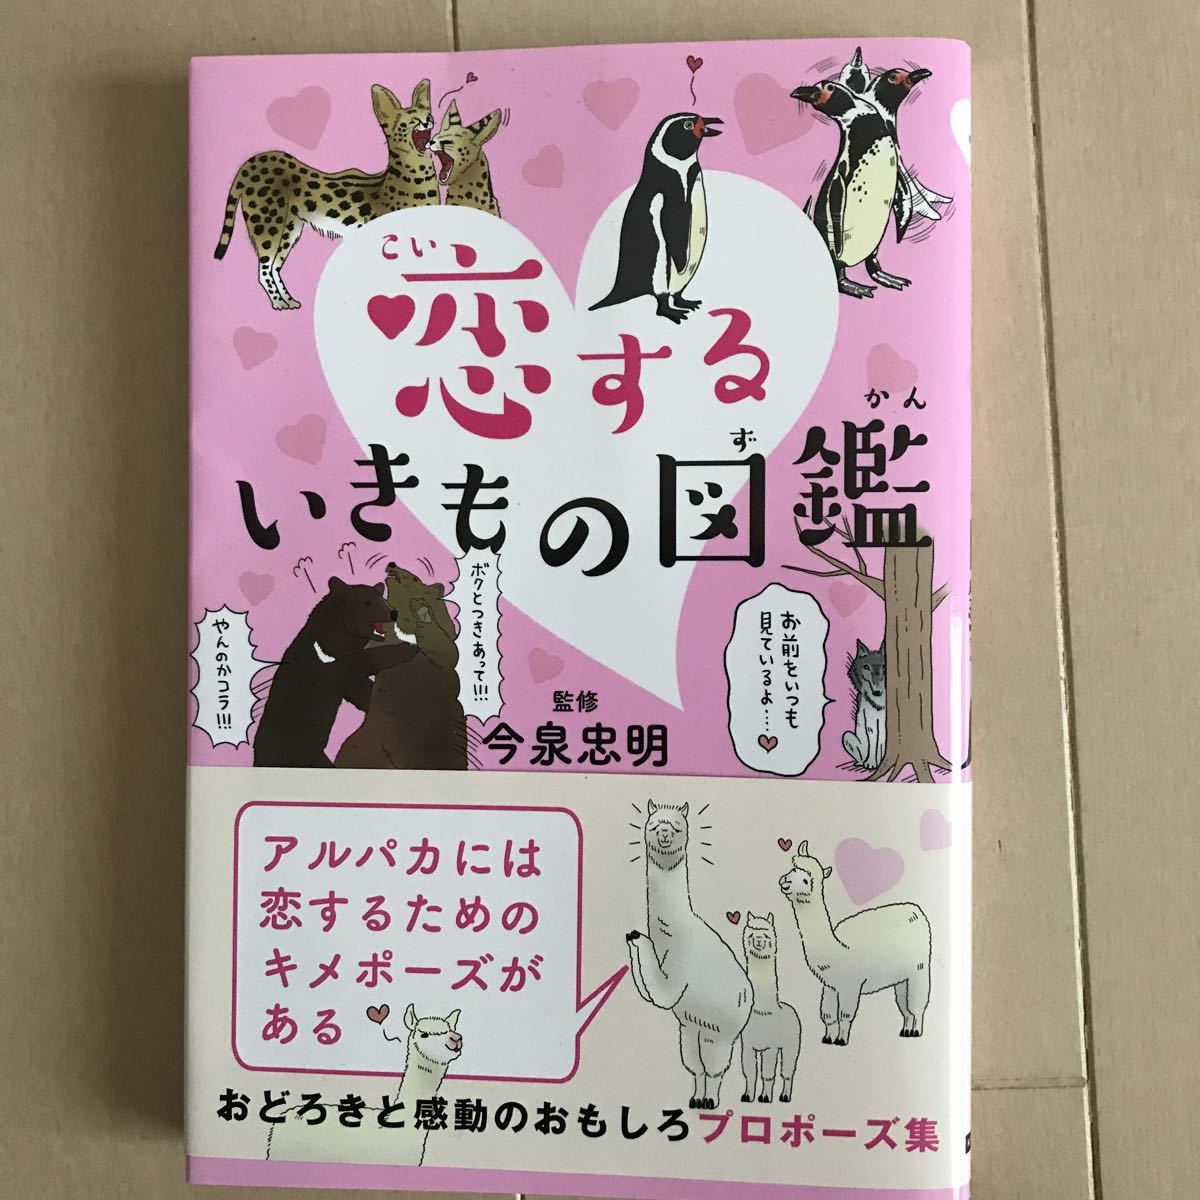 こい
恋する
ず
かん
いきもの図鑑
やんのかコラ!!!
ボクとつきあって!!!
お前をいつも
見ているよ…
監修
今泉忠明
アルパカには
恋するための
キメポーズが
ある
おどろきと感動のおもしろプロポーズ集